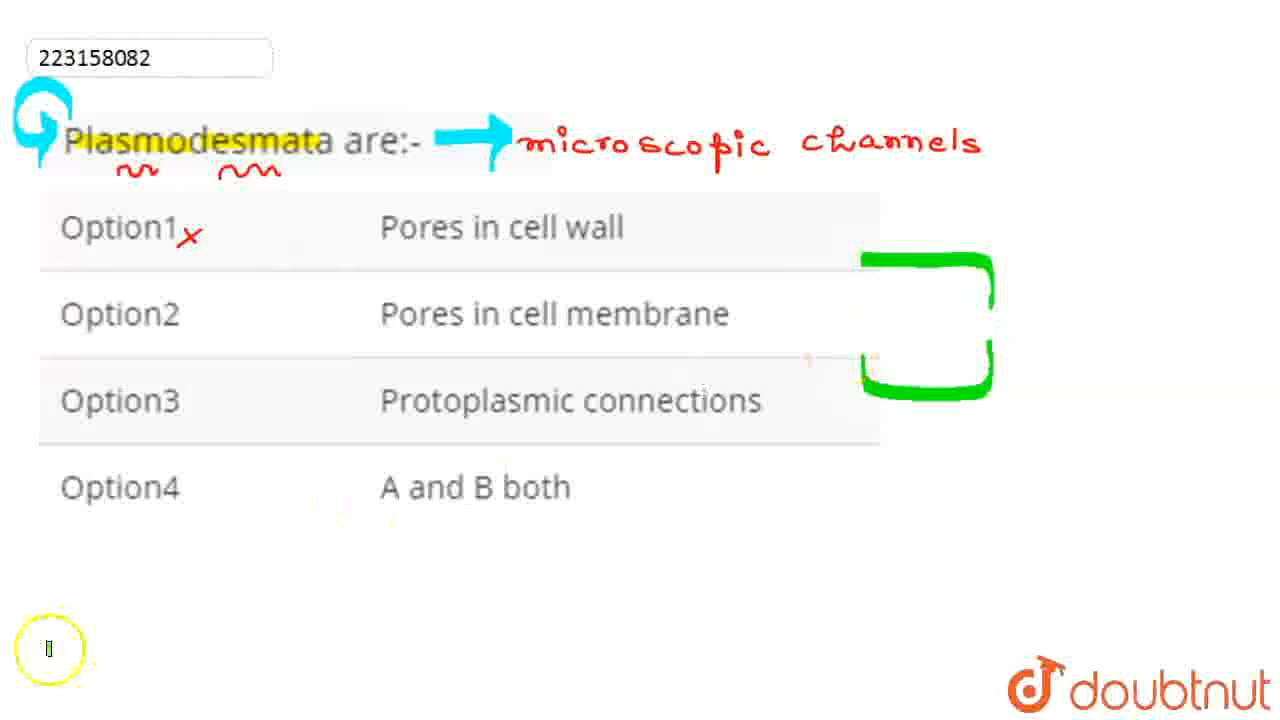 223158082
Plasmodesmata are:- microscopic channels
Option1 x Pores in cell wall
Option2 Pores in cell membrane
Option3 Protoplasmic connections
Option4 A and B both
doubtnut